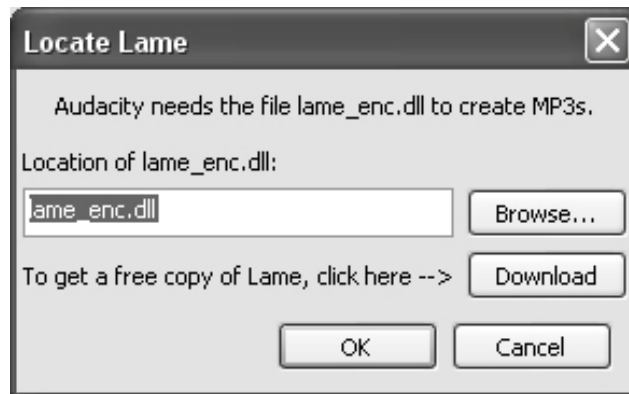 Locate Lame
Audacity needs the file lame_enc.dll to create MP3s.
Location of lame_enc.dll:
lame_enc.dll
Browse...
To get a free copy of Lame, click here -->
Download
OK
Cancel